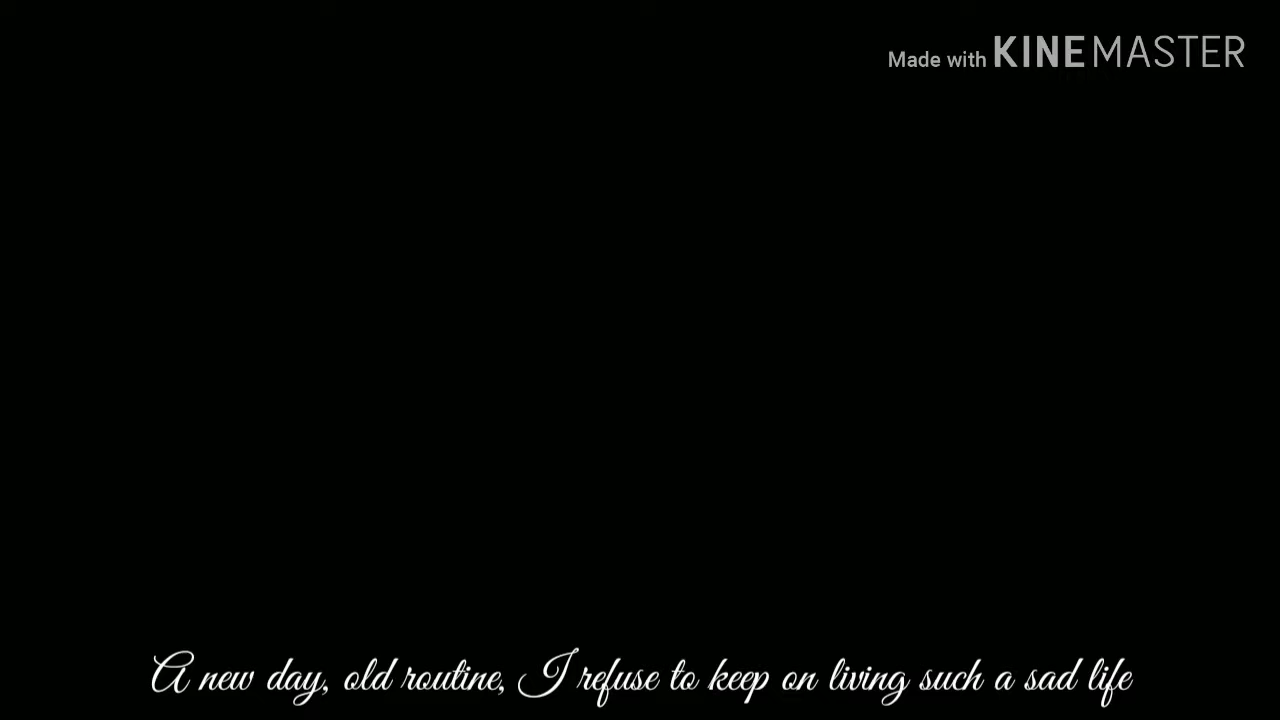 Made with KINEMASTER
A new day, old routine, I refuse to keep on living such a sad life